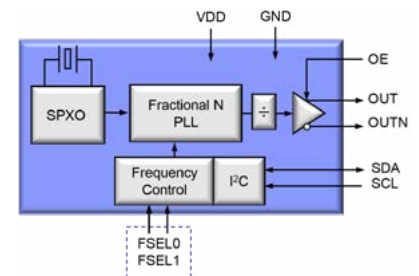 VDD GND
OE
Fractional N
PLL
÷
OUT
SPXO
OUTN
Frequency
Control
I²C
SDA
SCL
FSEL0
FSEL1